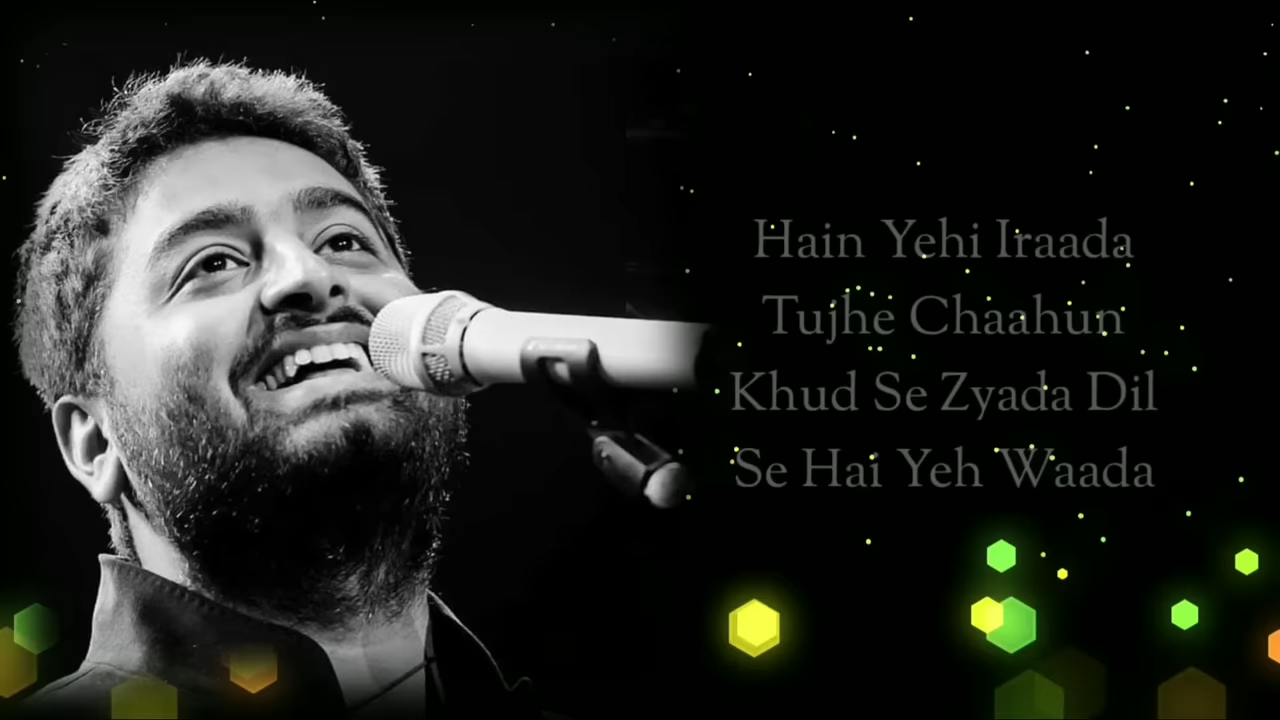 Hain Yehi Iraada
Tujhe Chaahun
Khud Se Zyada Dil
Se Hai Yeh Waada